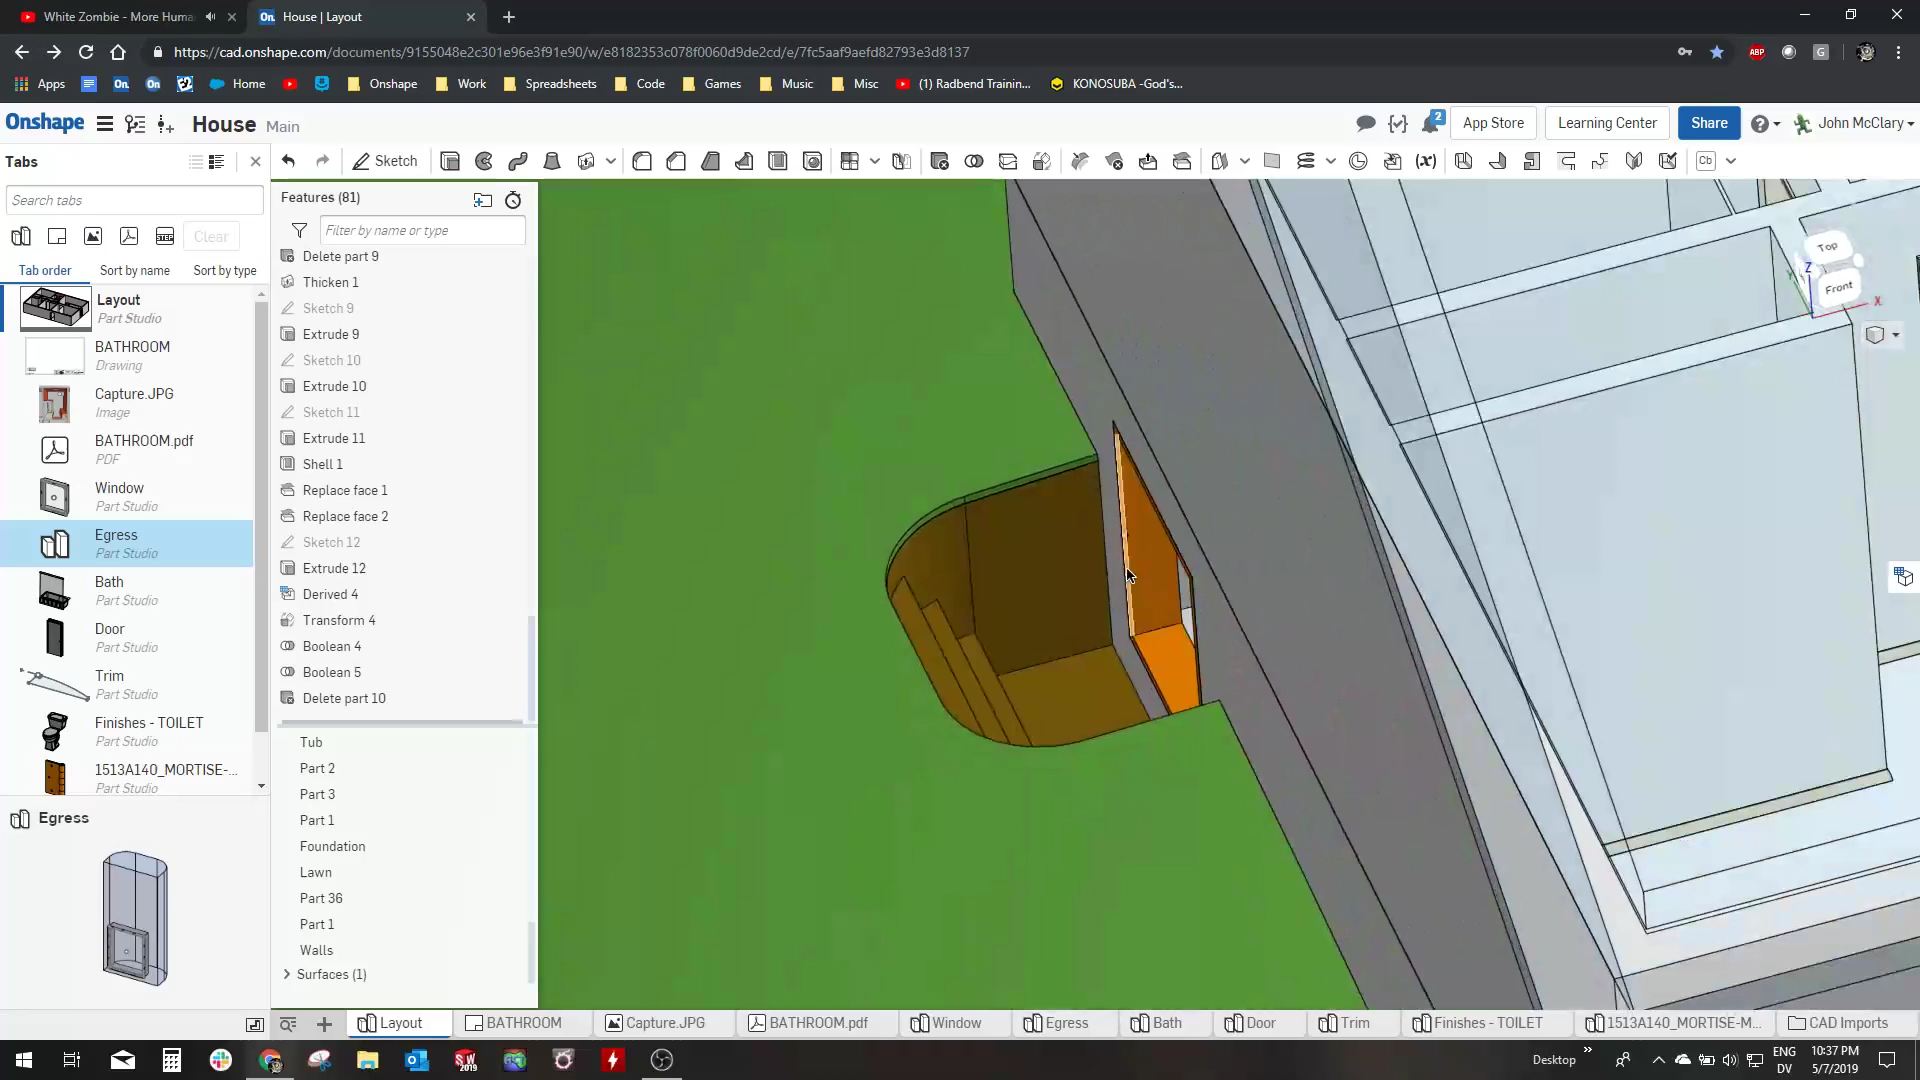 White Zombie - More Huma
House | Layout
https://cad.onshape.com/documents/9155048e2c301e96e3f91e90/w/e8182353c078f0060d9de2cd/e/7fc5aaf9aefd82793e3d8137
ABP
G
Apps
On
On
Home
Onshape
Work
Spreadsheets
Code
Games
Music
Misc
(1) Radbend Trainin...
KONOSUBA -God's...
Onshape
House Main
2
App Store
Learning Center
Share
John McClary
Tabs
Sketch
(x)
Cb
Search tabs
STEP
Clear
Tab order
Sort by name
Sort by type
Layout
Part Studio
BATHROOM
Drawing
Capture.JPG
Image
BATHROOM.pdf
PDF
Window
Part Studio
Egress
Part Studio
Bath
Part Studio
Door
Part Studio
Trim
Part Studio
Finishes - TOILET
Part Studio
1513A140_MORTISE-...
Part Studio
Egress
Features (81)
Filter by name or type
Delete part 9
Thicken 1
Sketch 9
Extrude 9
Sketch 10
Extrude 10
Sketch 11
Extrude 11
Shell 1
Replace face 1
Replace face 2
Sketch 12
Extrude 12
Derived 4
Transform 4
Boolean 4
Boolean 5
Delete part 10
Tub
Part 2
Part 3
Part 1
Foundation
Lawn
Part 36
Part 1
Walls
Surfaces (1)
Top
Z
Y
Front
X
Layout
BATHROOM
Capture.JPG
BATHROOM.pdf
Window
Egress
Bath
Door
Trim
Finishes - TOILET
1513A140_MORTISE-M...
CAD Imports
SW
2019
Desktop
ENG
DV
10:37 PM
5/7/2019